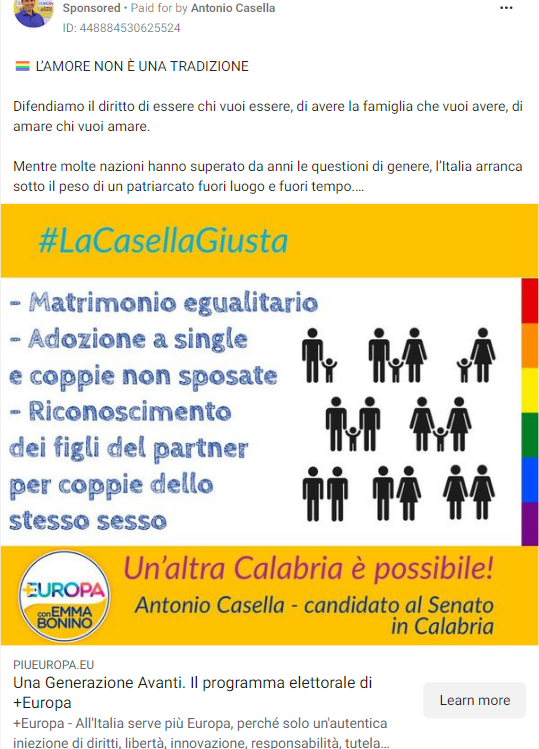 Sponsored • Paid for by Antonio Casella
ID: 448884530625524
🏳️‍🌈 L'AMORE NON È UNA TRADIZIONE
Difendiamo il diritto di essere chi vuoi essere, di avere la famiglia che vuoi avere, di
amare chi vuoi amare.
Mentre molte nazioni hanno superato da anni le questioni di genere, l'Italia arranca
sotto il peso di un patriarcato fuori luogo e fuori tempo....
#LaCasellaGiusta
- Matrimonio egualitario
- Adozione a single
e coppie non sposate
- Riconoscimento
dei figli del partner
per coppie dello
stesso sesso
+EUROPA
con EMMA
BONINO
Un'altra Calabria è possibile!
Antonio Casella - candidato al Senato
in Calabria
PIUEUROPA.EU
Una Generazione Avanti. Il programma elettorale di
+Europa
+Europa - All'Italia serve più Europa, perché solo un'autentica
iniezione di diritti, libertà, innovazione, responsabilità, tutela...
Learn more